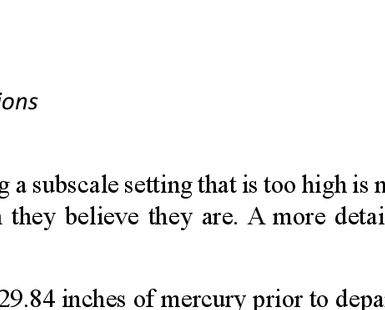 ions
g a subscale setting that is too high is
they believe they are. A more detai
29.84 inches of mercury prior to depa